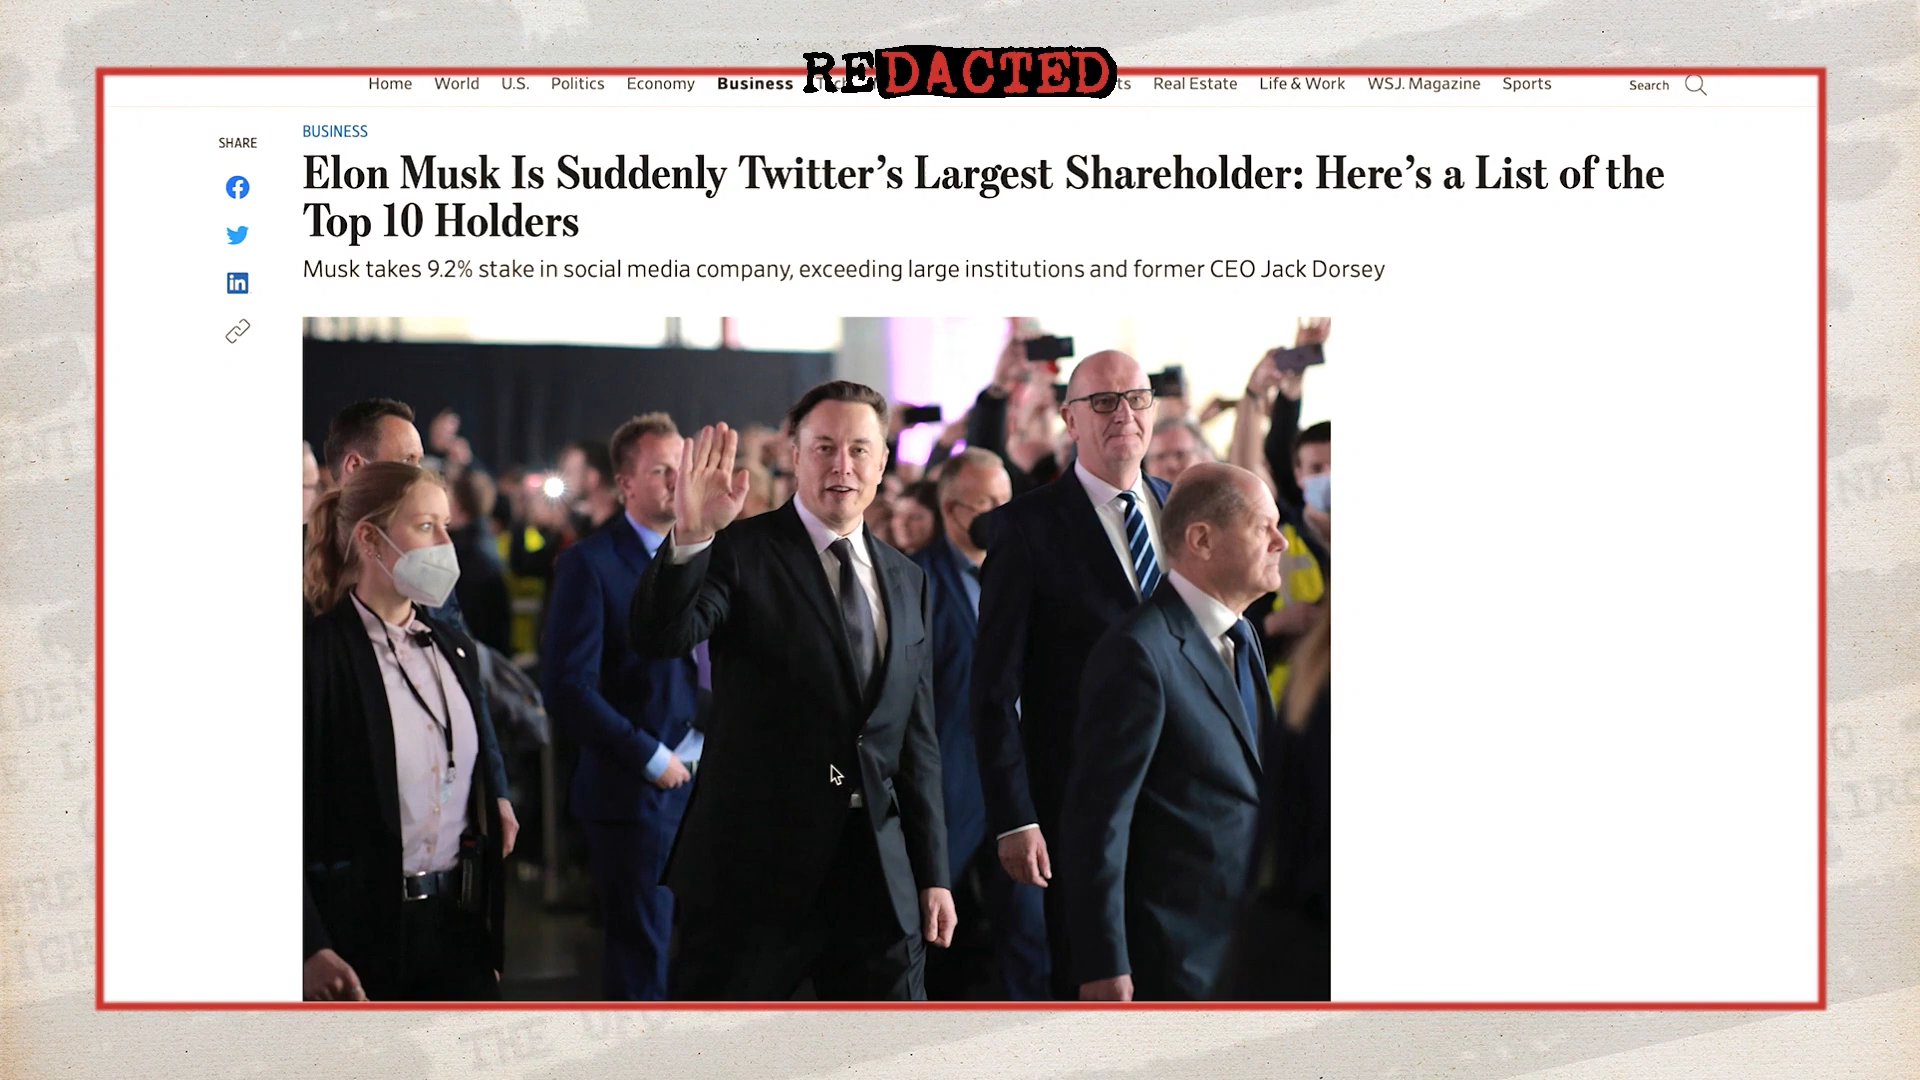 REDACTED
Home World U.S. Politics Economy Business Real Estate Life & Work WSJ. Magazine Sports Search
BUSINESS
SHARE
Elon Musk Is Suddenly Twitter’s Largest Shareholder: Here’s a List of the
Top 10 Holders
Musk takes 9.2% stake in social media company, exceeding large institutions and former CEO Jack Dorsey
in